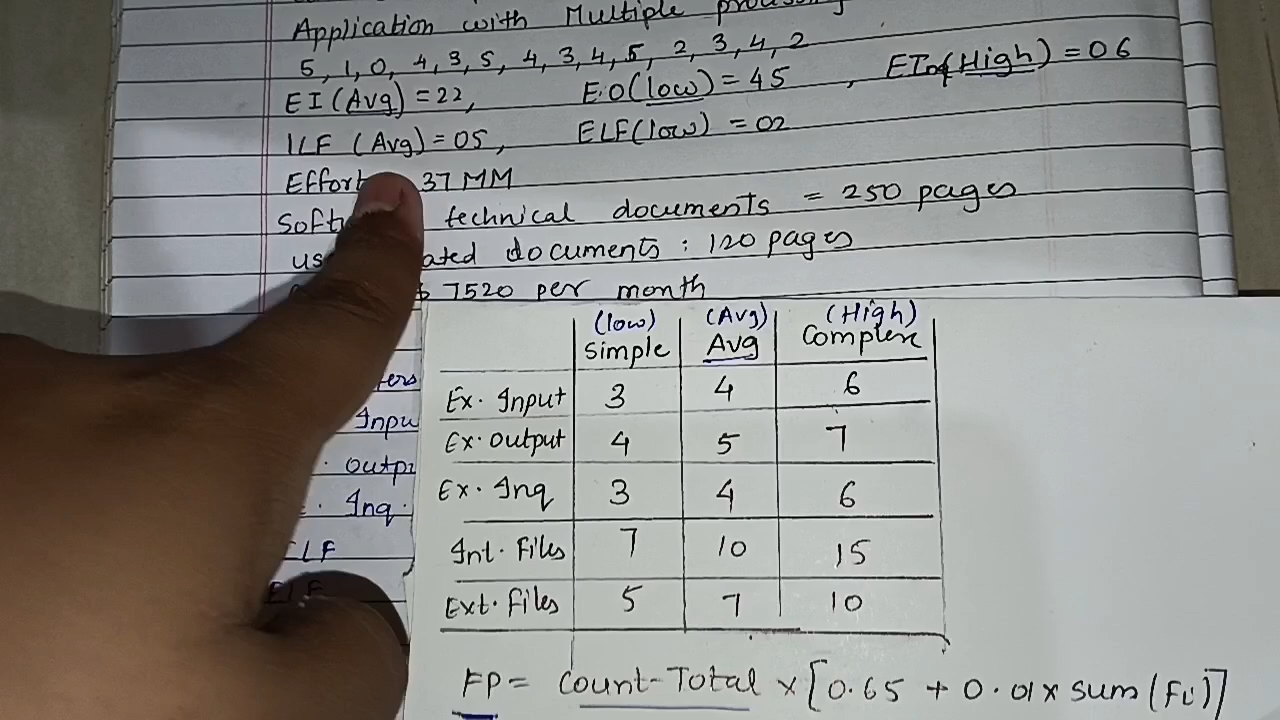 Application with Multiple
5, 1, 0, 4, 3, 5, 4, 3, 4, 5, 2, 3, 4, 2
EI (Avg) = 22, EO(low) = 45, EInq(High) = 06
ILF (Avg) = 05, ELF(low) = 02
Effort 37 MM
technical documents = 250 pages
documents : 120 pages
$ 7520 per month
(low) (Avg) (High)
Simple Avg Complex
Ex. Input 3 4 6
Ex. output 4 5 7
Ex. Inq 3 4 6
Int. Files 7 10 15
Ext. Files 5 7 10
Inq.
ELF
FP = Count-Total × [0.65 + 0.01 × sum (Fi)]